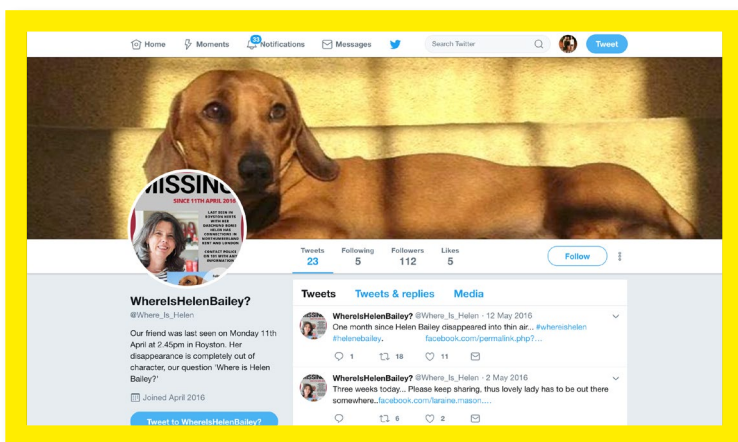 Home Moments 33 Notifications Messages Search Twitter Tweet
MISSING
SINCE 11TH APRIL 2016
LAST SEEN IN
ROYSTON HERTS
WITH HER
DACHSHUND BORIS
HELEN HAS
CONNECTIONS IN
NORTHUMBERLAND
KENT AND LONDON
CONTACT POLICE
ON 101 WITH ANY
INFORMATION
Tweets Following Followers Likes
23 5 112 5
Follow
WhereIsHelenBailey?
@Where_Is_Helen
Our friend was last seen on Monday 11th
April at 2.45pm in Royston. Her
disappearance is completely out of
character, our question 'Where is Helen
Bailey?'
Joined April 2016
Tweet to WhereIsHelenBailey?
Tweets Tweets & replies Media
WhereIsHelenBailey? @Where_Is_Helen · 12 May 2016
One month since Helen Bailey disappeared into thin air... #whereishelen
#helenebailey. facebook.com/permalink.php?...
1 18 11
WhereIsHelenBailey? @Where_Is_Helen · 2 May 2016
Three weeks today... Please keep sharing, thus lovely lady has to be out there
somewhere..facebook.com/laraine.mason....
6 2